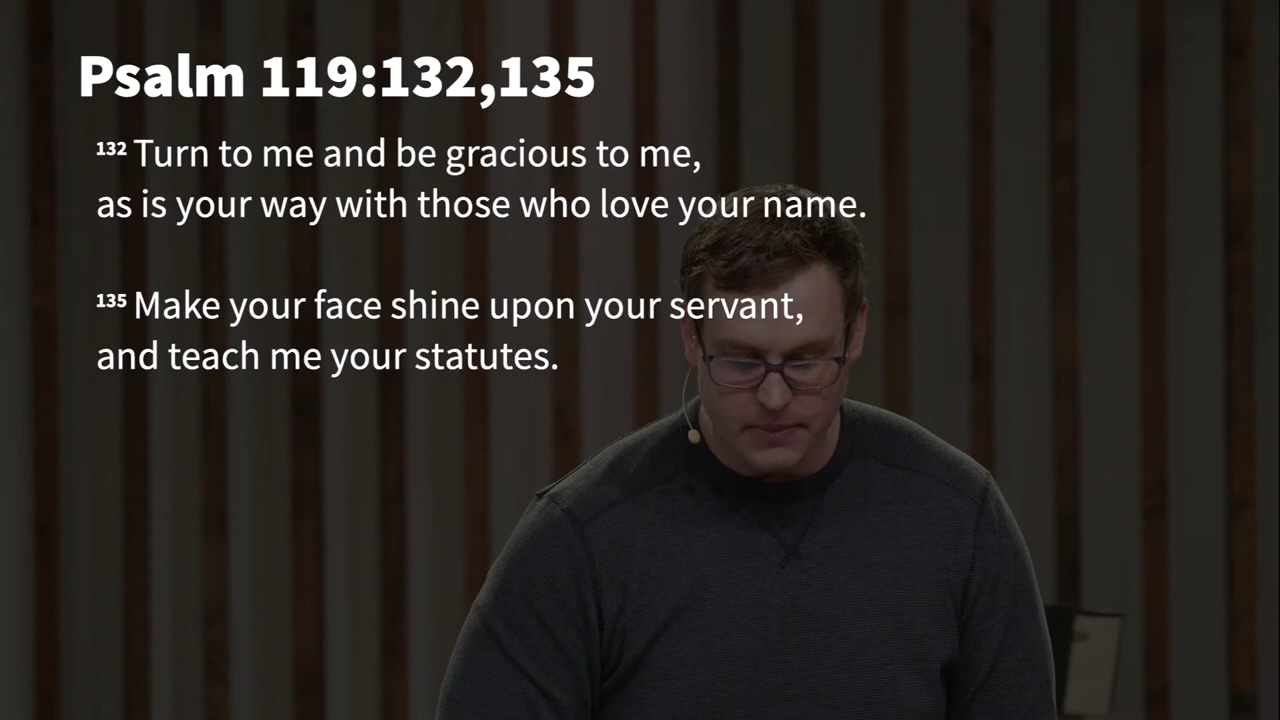 Psalm 119:132,135
132 Turn to me and be gracious to me,
as is your way with those who love your name.
135 Make your face shine upon your servant,
and teach me your statutes.